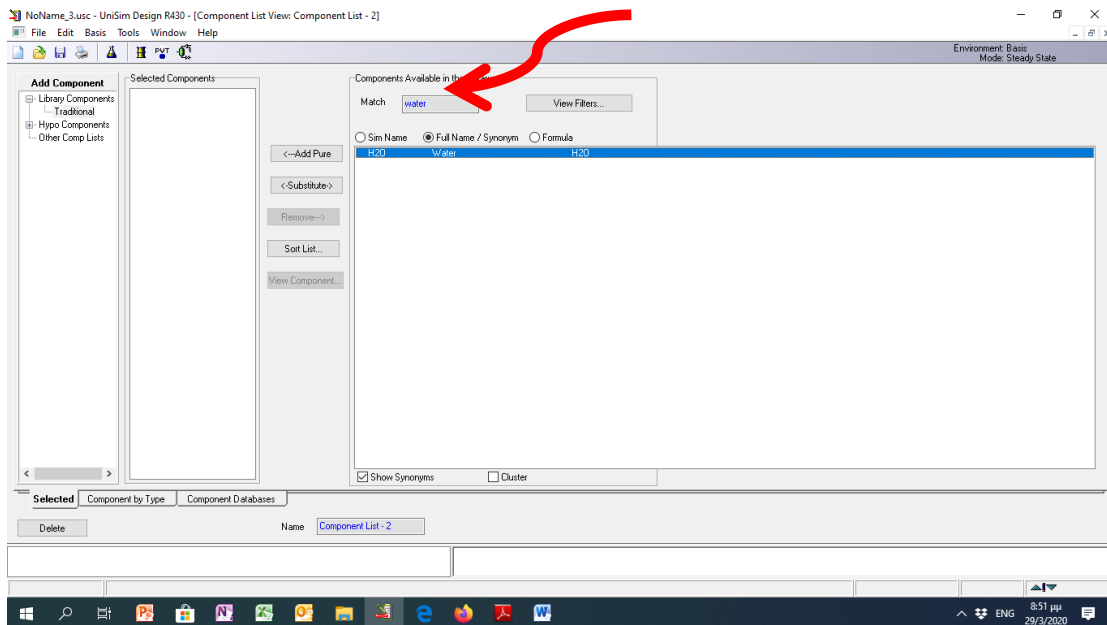 NoName_3.usc - UniSim Design R430 - [Component List View: Component List - 2]
File Edit Basis Tools Window Help
PVT
Environment: Basis
Mode: Steady State
Add Component
Library Components
Traditional
Hypo Components
Other Comp Lists
Selected Components
Components Available in the
Match water View Filters...
Sim Name Full Name / Synonym Formula
H2O Water H2O
<---Add Pure
<-Substitute->
Remove--->
Sort List...
View Component...
Show Synonyms Cluster
Selected Component by Type Component Databases
Delete Name Component List - 2
ENG 8:51 μμ
29/3/2020